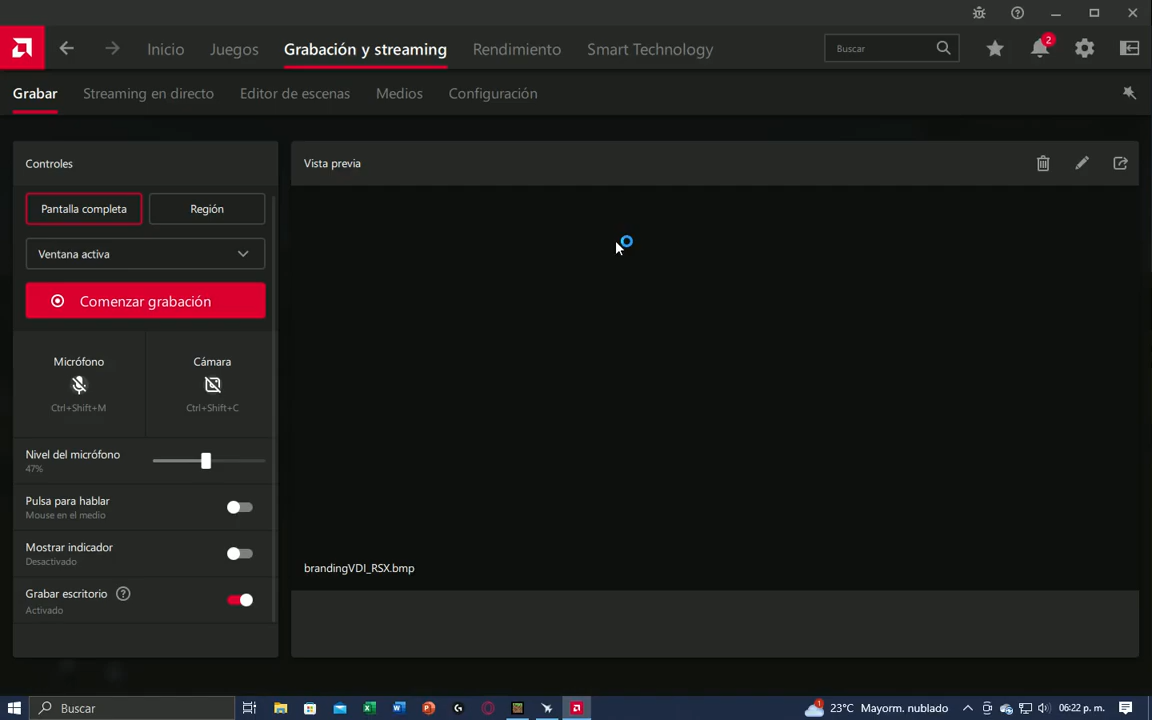 2
Inicio
Juegos
Grabación y streaming
Rendimiento
Smart Technology
Buscar
Grabar
Streaming en directo
Editor de escenas
Medios
Configuración
Controles
Pantalla completa
Región
Ventana activa
Comenzar grabación
Micrófono
Ctrl+Shift+M
Cámara
Ctrl+Shift+C
Nivel del micrófono
47%
Pulsa para hablar
Mouse en el medio
Mostrar indicador
Desactivado
Grabar escritorio
Activado
Vista previa
brandingVDI_RSX.bmp
Buscar
1
23°C Mayorm. nublado
06:22 p. m.